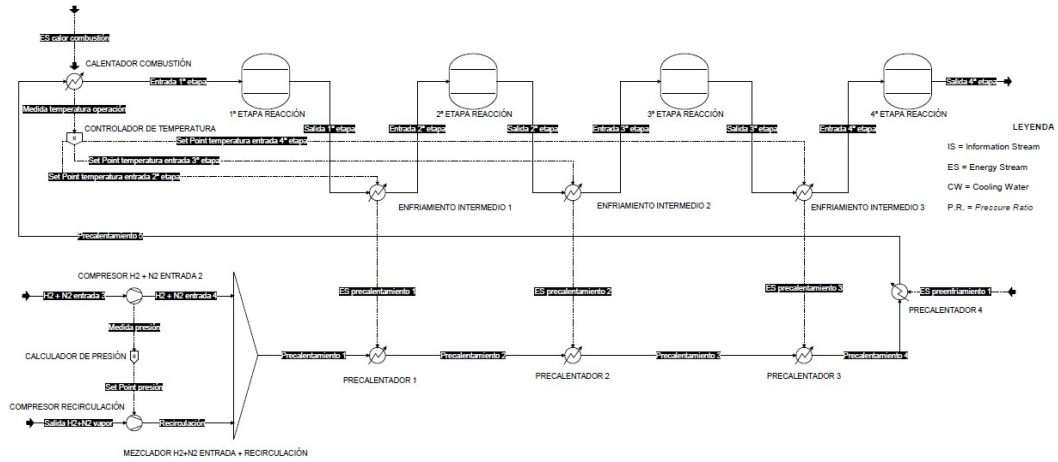 ES calor combustión
CALENTADOR COMBUSTIÓN
Entrada 1ª etapa
1ª ETAPA REACCIÓN
Salida 1ª etapa
Entrada 2ª etapa
2ª ETAPA REACCIÓN
Salida 2ª etapa
Entrada 3ª etapa
3ª ETAPA REACCIÓN
Salida 3ª etapa
Entrada 4ª etapa
4ª ETAPA REACCIÓN
Salida 4ª etapa
Medida temperatura operación
CONTROLADOR DE TEMPERATURA
Set Point temperatura entrada 4ª etapa
Set Point temperatura entrada 3ª etapa
Set Point temperatura entrada 2ª etapa
ENFRIAMIENTO INTERMEDIO 1
ENFRIAMIENTO INTERMEDIO 2
ENFRIAMIENTO INTERMEDIO 3
LEYENDA
IS = Information Stream
ES = Energy Stream
CW = Cooling Water
P.R. = Pressure Ratio
Precalentamiento 5
COMPRESOR H2 + N2 ENTRADA 2
H2 + N2 entrada 3
H2 + N2 entrada 4
Medida presión
CALCULADOR DE PRESIÓN
Set Point presión
COMPRESOR RECIRCULACIÓN
Salida H2+N2 vapor
Recirculación
MEZCLADOR H2+N2 ENTRADA + RECIRCULACIÓN
ES precalentamiento 1
ES precalentamiento 2
ES precalentamiento 3
ES preenfriamiento 1
PRECALENTADOR 4
Precalentamiento 1
PRECALENTADOR 1
Precalentamiento 2
PRECALENTADOR 2
Precalentamiento 3
PRECALENTADOR 3
Precalentamiento 4